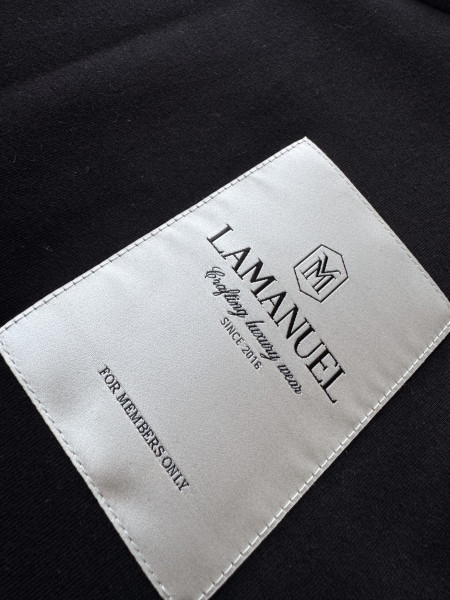 M
LAMANUEL
Crafting luxury wear
SINCE 2016
FOR MEMBERS ONLY